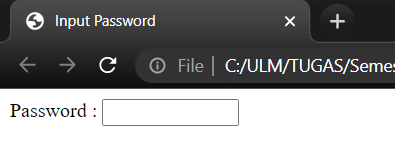 Input Password
File | C:/ULM/TUGAS/Semes
Password :